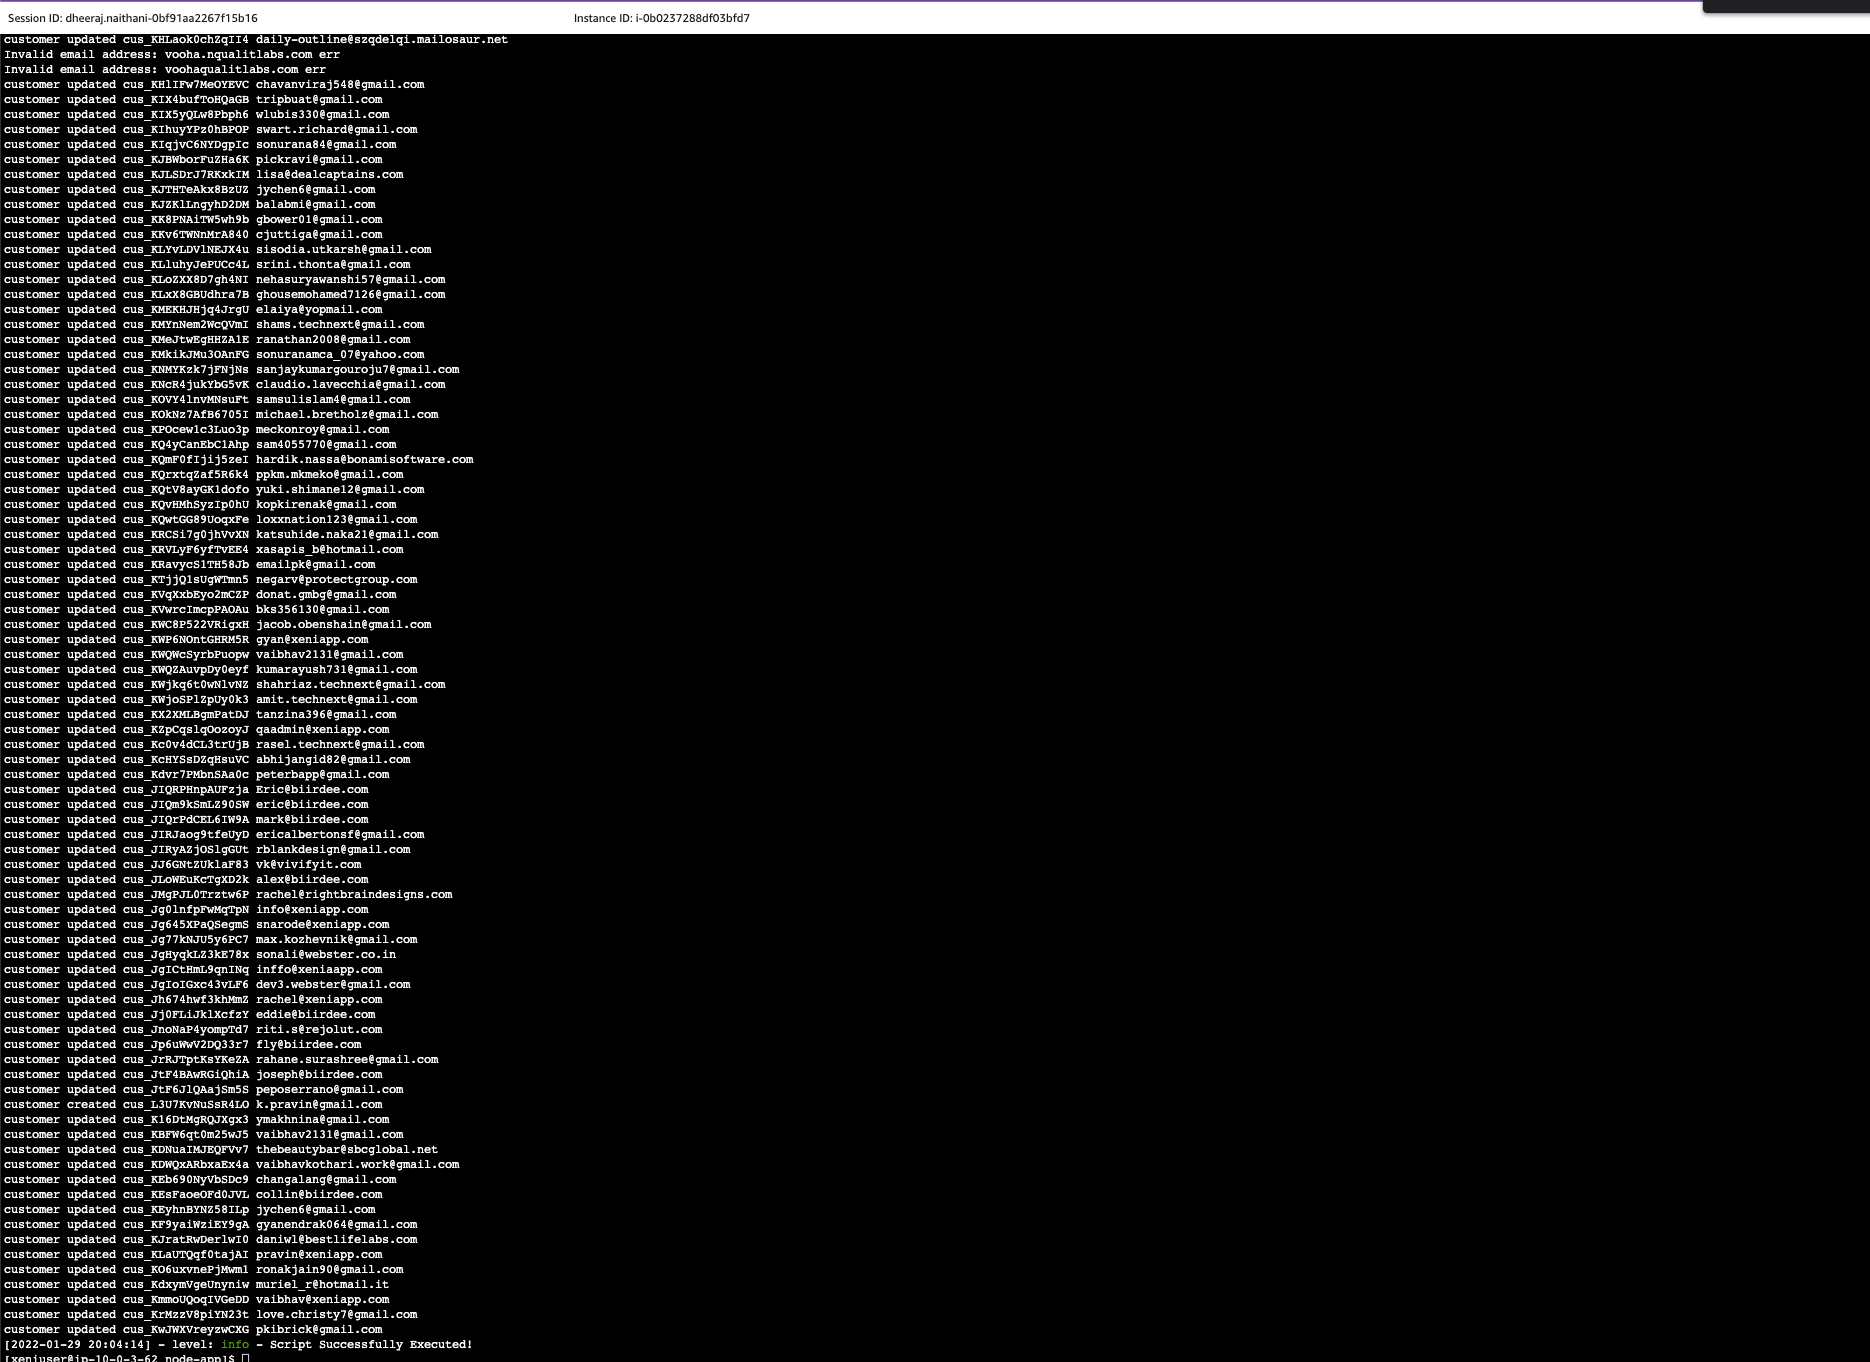 Session ID: dheeraj.naithani-0bf91aa2267f15b16 Instance ID: i-0b0237288df03bfd7
customer updated cus_KHLaok0chZqII4 daily-outline@szqdelqi.mailosaur.net
Invalid email address: vooha.nqualitlabs.com err
Invalid email address: voohaqualitlabs.com err
customer updated cus_KHlIFw7MeOYEVC chavanviraj548@gmail.com
customer updated cus_KIX4bufToHQaGB tripbuat@gmail.com
customer updated cus_KIX5yQLw8Pbph6 wlubis330@gmail.com
customer updated cus_KIhuyYPz0hBPOP swart.richard@gmail.com
customer updated cus_KIqjvC6NYDgpIc sonurana84@gmail.com
customer updated cus_KJBWborFuZHa6K pickravi@gmail.com
customer updated cus_KJLSDrJ7RKxkIM lisa@dealcaptains.com
customer updated cus_KJTHTeAkx8BzUZ jychen6@gmail.com
customer updated cus_KJZKlLngyhD2DM balabmi@gmail.com
customer updated cus_KK8PNAiTW5wh9b gbower01@gmail.com
customer updated cus_KKv6TWNnMrA840 cjuttiga@gmail.com
customer updated cus_KLYvLDVlNEJX4u sisodia.utkarsh@gmail.com
customer updated cus_KLluhyJePUCc4L srini.thonta@gmail.com
customer updated cus_KLoZXX8D7gh4NI nehasuryawanshi57@gmail.com
customer updated cus_KLxX8GBUdhra7B ghousemohamed7126@gmail.com
customer updated cus_KMEKHJHjq4JrgU elaiya@yopmail.com
customer updated cus_KMYnNem2WcQVmI shams.technext@gmail.com
customer updated cus_KMeJtwEgHHZA1E ranathan2008@gmail.com
customer updated cus_KMkikJMu3OAnFG sonuranamca_07@yahoo.com
customer updated cus_KNMYKzk7jFNjNs sanjaykumargouroju7@gmail.com
customer updated cus_KNcR4jukYbG5vK claudio.lavecchia@gmail.com
customer updated cus_KOVY4lnvMNsuFt samsulislam4@gmail.com
customer updated cus_KOkNz7AfB6705I michael.bretholz@gmail.com
customer updated cus_KPOcew1c3Luo3p meckonroy@gmail.com
customer updated cus_KQ4yCanEbClAhp sam4055770@gmail.com
customer updated cus_KQmF0fIjij5zeI hardik.nassa@bonamisoftware.com
customer updated cus_KQrxtqZaf5R6k4 ppkm.mkmeko@gmail.com
customer updated cus_KQtV8ayGK1dofo yuki.shimane12@gmail.com
customer updated cus_KQvHMhSyzIp0hU kopkirenak@gmail.com
customer updated cus_KQwtGG89UoqxFe loxxnation123@gmail.com
customer updated cus_KRCSi7g0jhVvXN katsuhide.naka21@gmail.com
customer updated cus_KRVLyF6yfTvEE4 xasapis_b@hotmail.com
customer updated cus_KRavycS1TH58Jb emailpk@gmail.com
customer updated cus_KTjjQ1sUgWTmn5 negarv@protectgroup.com
customer updated cus_KVqXxbEyo2mCZP donat.gmbg@gmail.com
customer updated cus_KVwrcImcpPAOAu bks356130@gmail.com
customer updated cus_KWC8P522VRigxH jacob.obenshain@gmail.com
customer updated cus_KWP6NOntGHRM5R gyan@xeniapp.com
customer updated cus_KWQWcSyrbPuopw vaibhav2131@gmail.com
customer updated cus_KWQZAuvpDy0eyf kumarayush731@gmail.com
customer updated cus_KWjkq6t0wNlvNZ shahriaz.technext@gmail.com
customer updated cus_KWjoSPlZpUy0k3 amit.technext@gmail.com
customer updated cus_KX2XMLBgmPatDJ tanzina396@gmail.com
customer updated cus_KZpCqslqOozoyJ qaadmin@xeniapp.com
customer updated cus_Kc0v4dCL3trUjB rasel.technext@gmail.com
customer updated cus_KcHYSsDZqHsuVC abhijangid82@gmail.com
customer updated cus_Kdvr7PMbnSAa0c peterbapp@gmail.com
customer updated cus_JIQRPHnpAUFzja Eric@biirdee.com
customer updated cus_JIQm9kSmLZ90SW eric@biirdee.com
customer updated cus_JIQrPdCEL6IW9A mark@biirdee.com
customer updated cus_JIRJaog9tfeUyD ericalbertonsf@gmail.com
customer updated cus_JIRyAZjOSlgGUt rblankdesign@gmail.com
customer updated cus_JJ6GNtZUklaF83 vk@vivifyit.com
customer updated cus_JLoWEuKcTgXD2k alex@biirdee.com
customer updated cus_JMgPJL0Trztw6P rachel@rightbraindesigns.com
customer updated cus_Jg0lnfpFwMqTpN info@xeniapp.com
customer updated cus_Jg645XPaQSegmS snarode@xeniapp.com
customer updated cus_Jg77kNJU5y6PC7 max.kozhevnik@gmail.com
customer updated cus_JgHyqkLZ3kE78x sonali@webster.co.in
customer updated cus_JgICtHmL9qnINq inffo@xeniaapp.com
customer updated cus_JgIoIGxc43vLF6 dev3.webster@gmail.com
customer updated cus_Jh674hwf3khMmZ rachel@xeniapp.com
customer updated cus_Jj0FLiJklXcfzY eddie@biirdee.com
customer updated cus_JnoNaP4yompTd7 riti.s@rejolut.com
customer updated cus_Jp6uWwV2DQ33r7 fly@biirdee.com
customer updated cus_JrRJTptKsYKeZA rahane.surashree@gmail.com
customer updated cus_JtF4BAwRGiQhiA joseph@biirdee.com
customer updated cus_JtF6JlQAajSm5S peposerrano@gmail.com
customer created cus_L3U7KvNuSsR4LO k.pravin@gmail.com
customer updated cus_K16DtMgRQJXgx3 ymakhnina@gmail.com
customer updated cus_KBFW6qt0m25wJ5 vaibhav2131@gmail.com
customer updated cus_KDNuaIMJEQFVv7 thebeautybar@sbcglobal.net
customer updated cus_KDWQxARbxaEx4a vaibhavkothari.work@gmail.com
customer updated cus_KEb690NyVbSDc9 changalang@gmail.com
customer updated cus_KEsFaoeOFd0JVL collin@biirdee.com
customer updated cus_KEyhnBYNZ58ILp jychen6@gmail.com
customer updated cus_KF9yaiWziEY9gA gyanendrak064@gmail.com
customer updated cus_KJratRwDerlwI0 daniwl@bestlifelabs.com
customer updated cus_KLaUTQqf0tajAI pravin@xeniapp.com
customer updated cus_KO6uxvnePjMwm1 ronakjain90@gmail.com
customer updated cus_KdxymVgeUnyniw muriel_r@hotmail.it
customer updated cus_KmmoUQoqIVGeDD vaibhav@xeniapp.com
customer updated cus_KrMzzV8piYN23t love.christy7@gmail.com
customer updated cus_KwJWXVreyzwCXG pkibrick@gmail.com
[2022-01-29 20:04:14] - level: info - Script Successfully Executed!
[xeniuser@ip-10-0-3-62 node-app]$